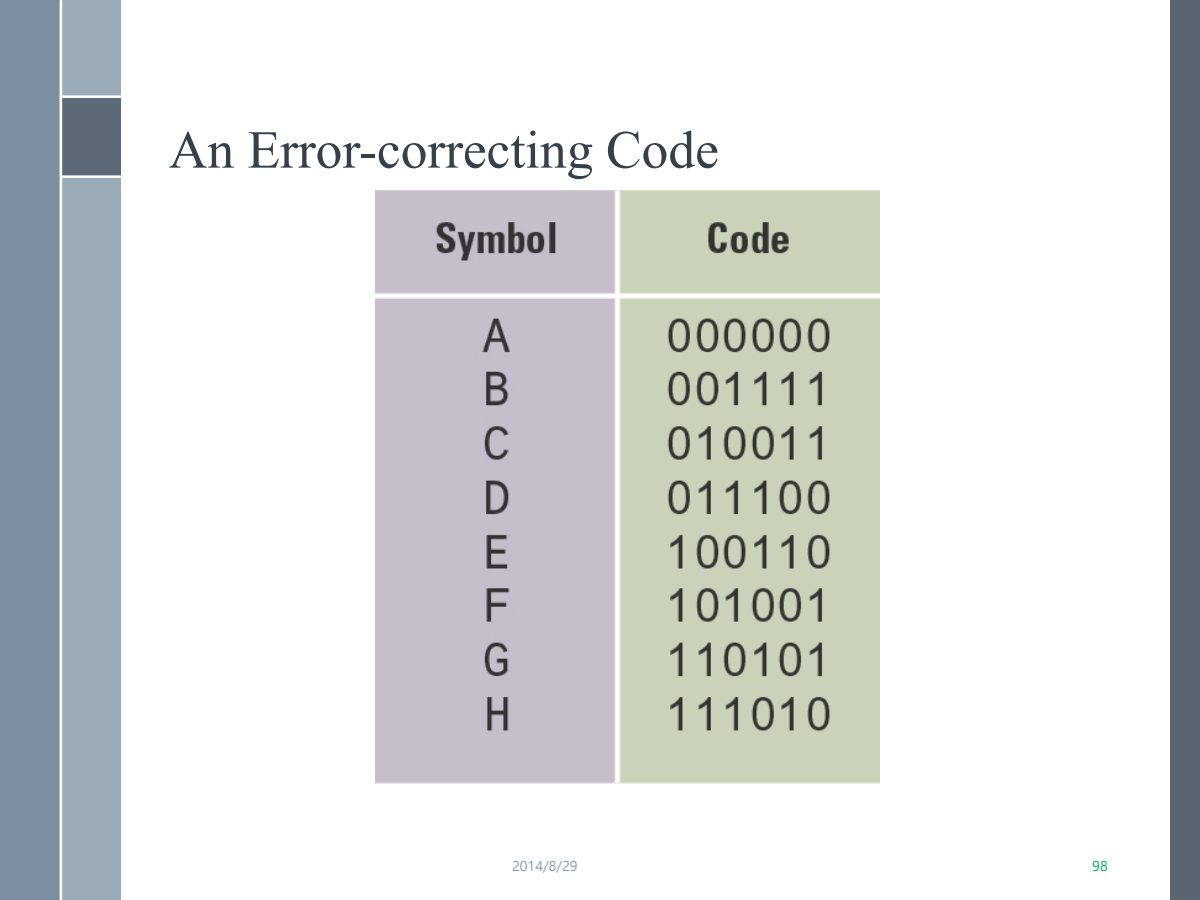 An Error-correcting Code
Symbol Code
A 000000
B 001111
C 010011
D 011100
E 100110
F 101001
G 110101
H 111010
2014/8/29 98